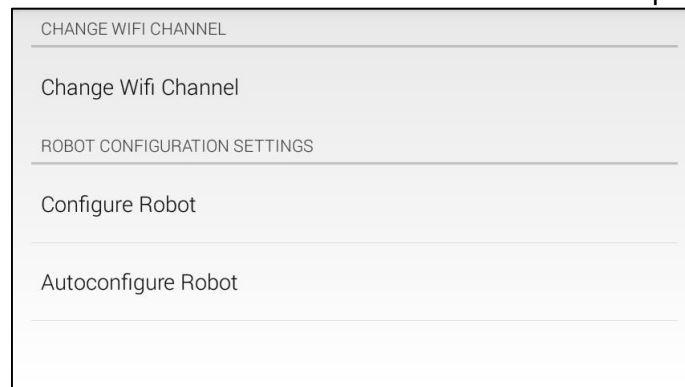 CHANGE WIFI CHANNEL
Change Wifi Channel
ROBOT CONFIGURATION SETTINGS
Configure Robot
Autoconfigure Robot